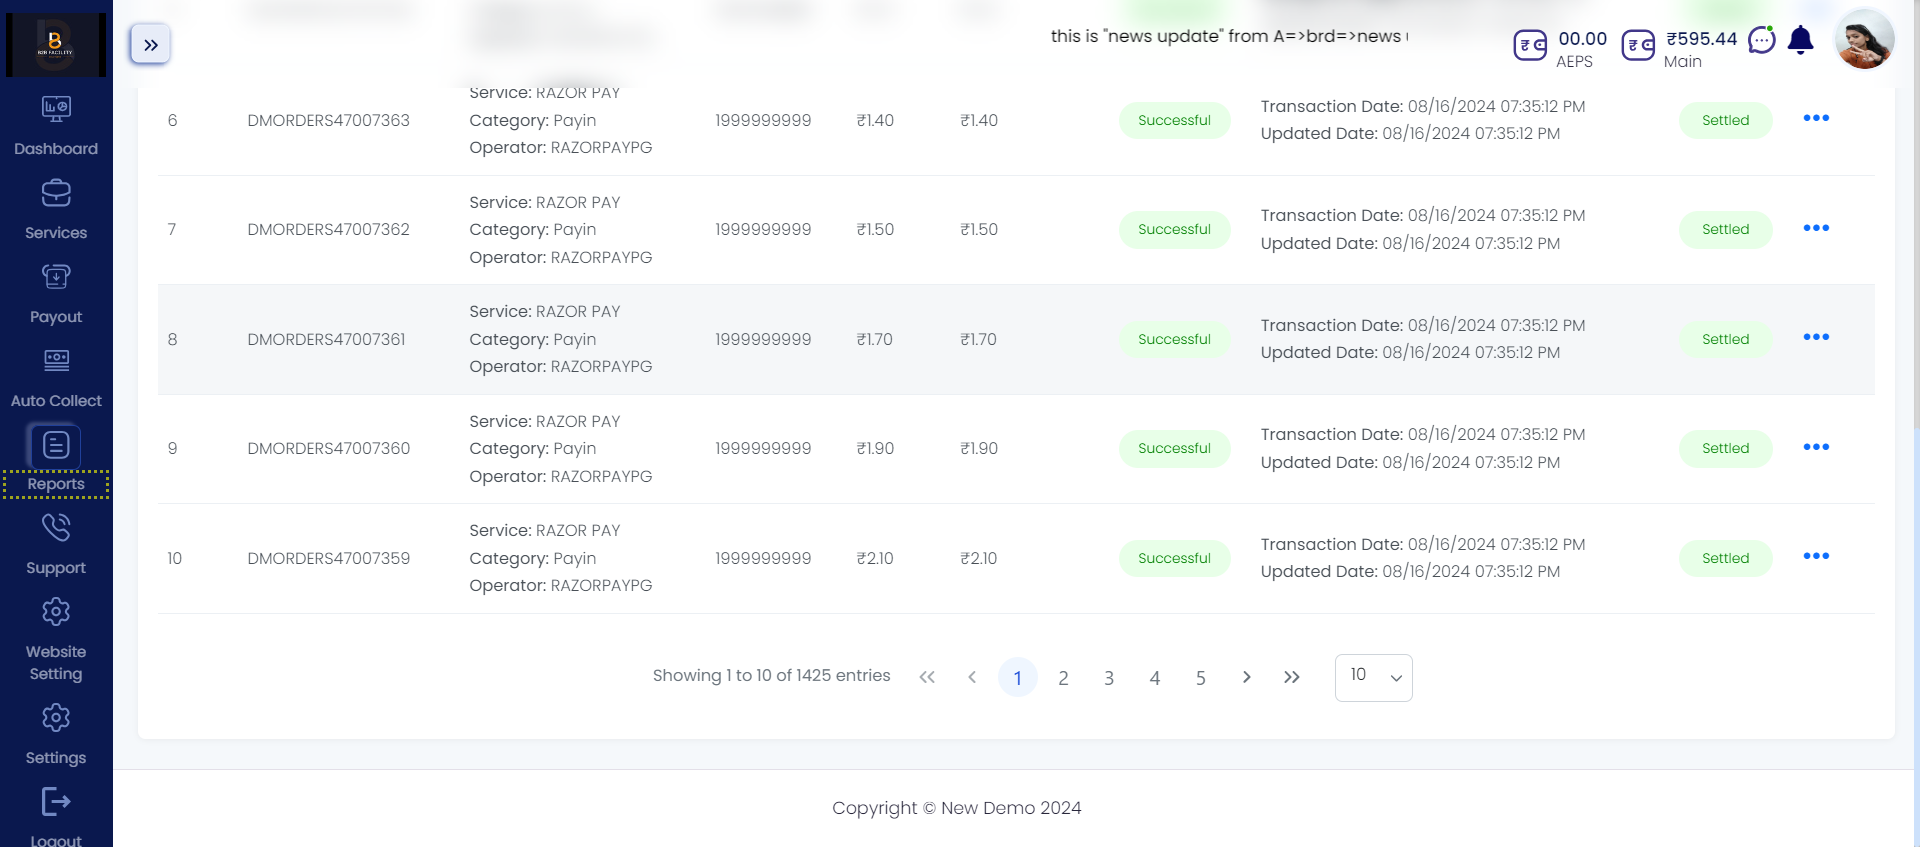 B2B FACILITY
this is "news update" from A=>brd=>news
00.00
AEPS
₹595.44
Main
Dashboard
Services
Payout
Auto Collect
Reports
Support
Website
Setting
Settings
Logout
Service: RAZOR PAY
6 DMORDERS47007363 Category: Payin 1999999999 ₹1.40 ₹1.40 Successful Transaction Date: 08/16/2024 07:35:12 PM Settled
Operator: RAZORPAYPG Updated Date: 08/16/2024 07:35:12 PM
Service: RAZOR PAY
7 DMORDERS47007362 Category: Payin 1999999999 ₹1.50 ₹1.50 Successful Transaction Date: 08/16/2024 07:35:12 PM Settled
Operator: RAZORPAYPG Updated Date: 08/16/2024 07:35:12 PM
Service: RAZOR PAY
8 DMORDERS47007361 Category: Payin 1999999999 ₹1.70 ₹1.70 Successful Transaction Date: 08/16/2024 07:35:12 PM Settled
Operator: RAZORPAYPG Updated Date: 08/16/2024 07:35:12 PM
Service: RAZOR PAY
9 DMORDERS47007360 Category: Payin 1999999999 ₹1.90 ₹1.90 Successful Transaction Date: 08/16/2024 07:35:12 PM Settled
Operator: RAZORPAYPG Updated Date: 08/16/2024 07:35:12 PM
Service: RAZOR PAY
10 DMORDERS47007359 Category: Payin 1999999999 ₹2.10 ₹2.10 Successful Transaction Date: 08/16/2024 07:35:12 PM Settled
Operator: RAZORPAYPG Updated Date: 08/16/2024 07:35:12 PM
Showing 1 to 10 of 1425 entries 1 2 3 4 5 10
Copyright © New Demo 2024